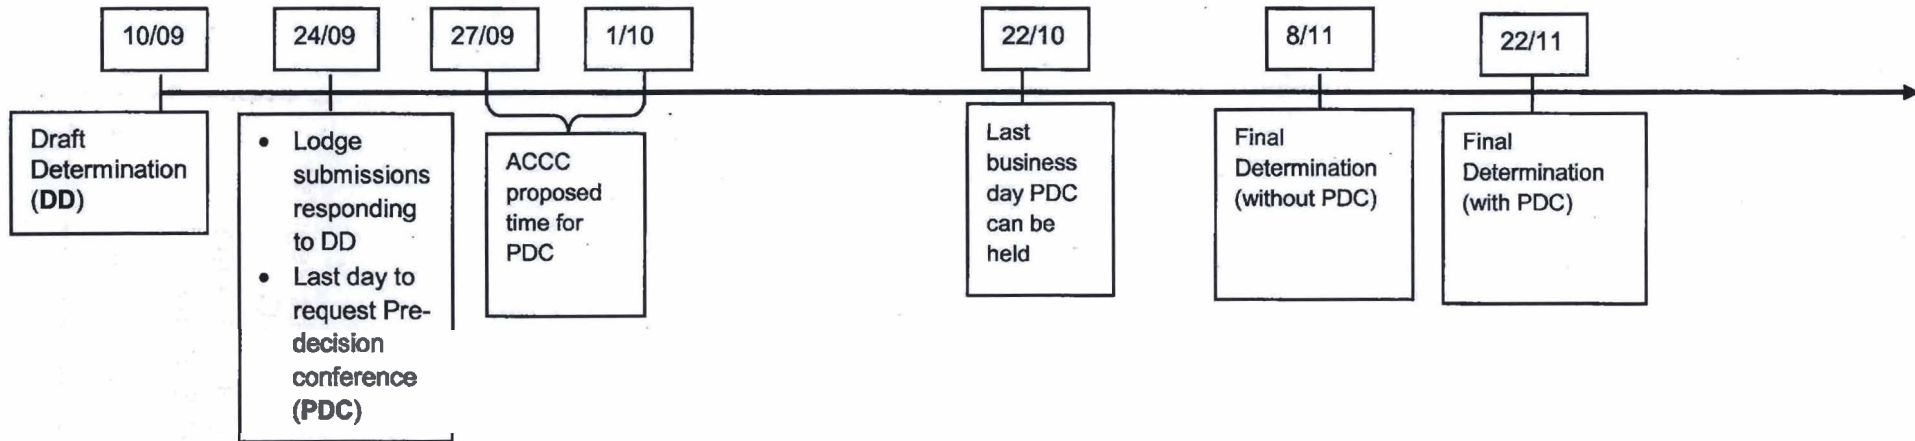 10/09
24/09
27/09
1/10
22/10
8/11
22/11
Draft
Determination
(DD)
• Lodge
submissions
responding
to DD
• Last day to
request Pre-
decision
conference
(PDC)
ACCC
proposed
time for
PDC
Last
business
day PDC
can be
held
Final
Determination
(without PDC)
Final
Determination
(with PDC)